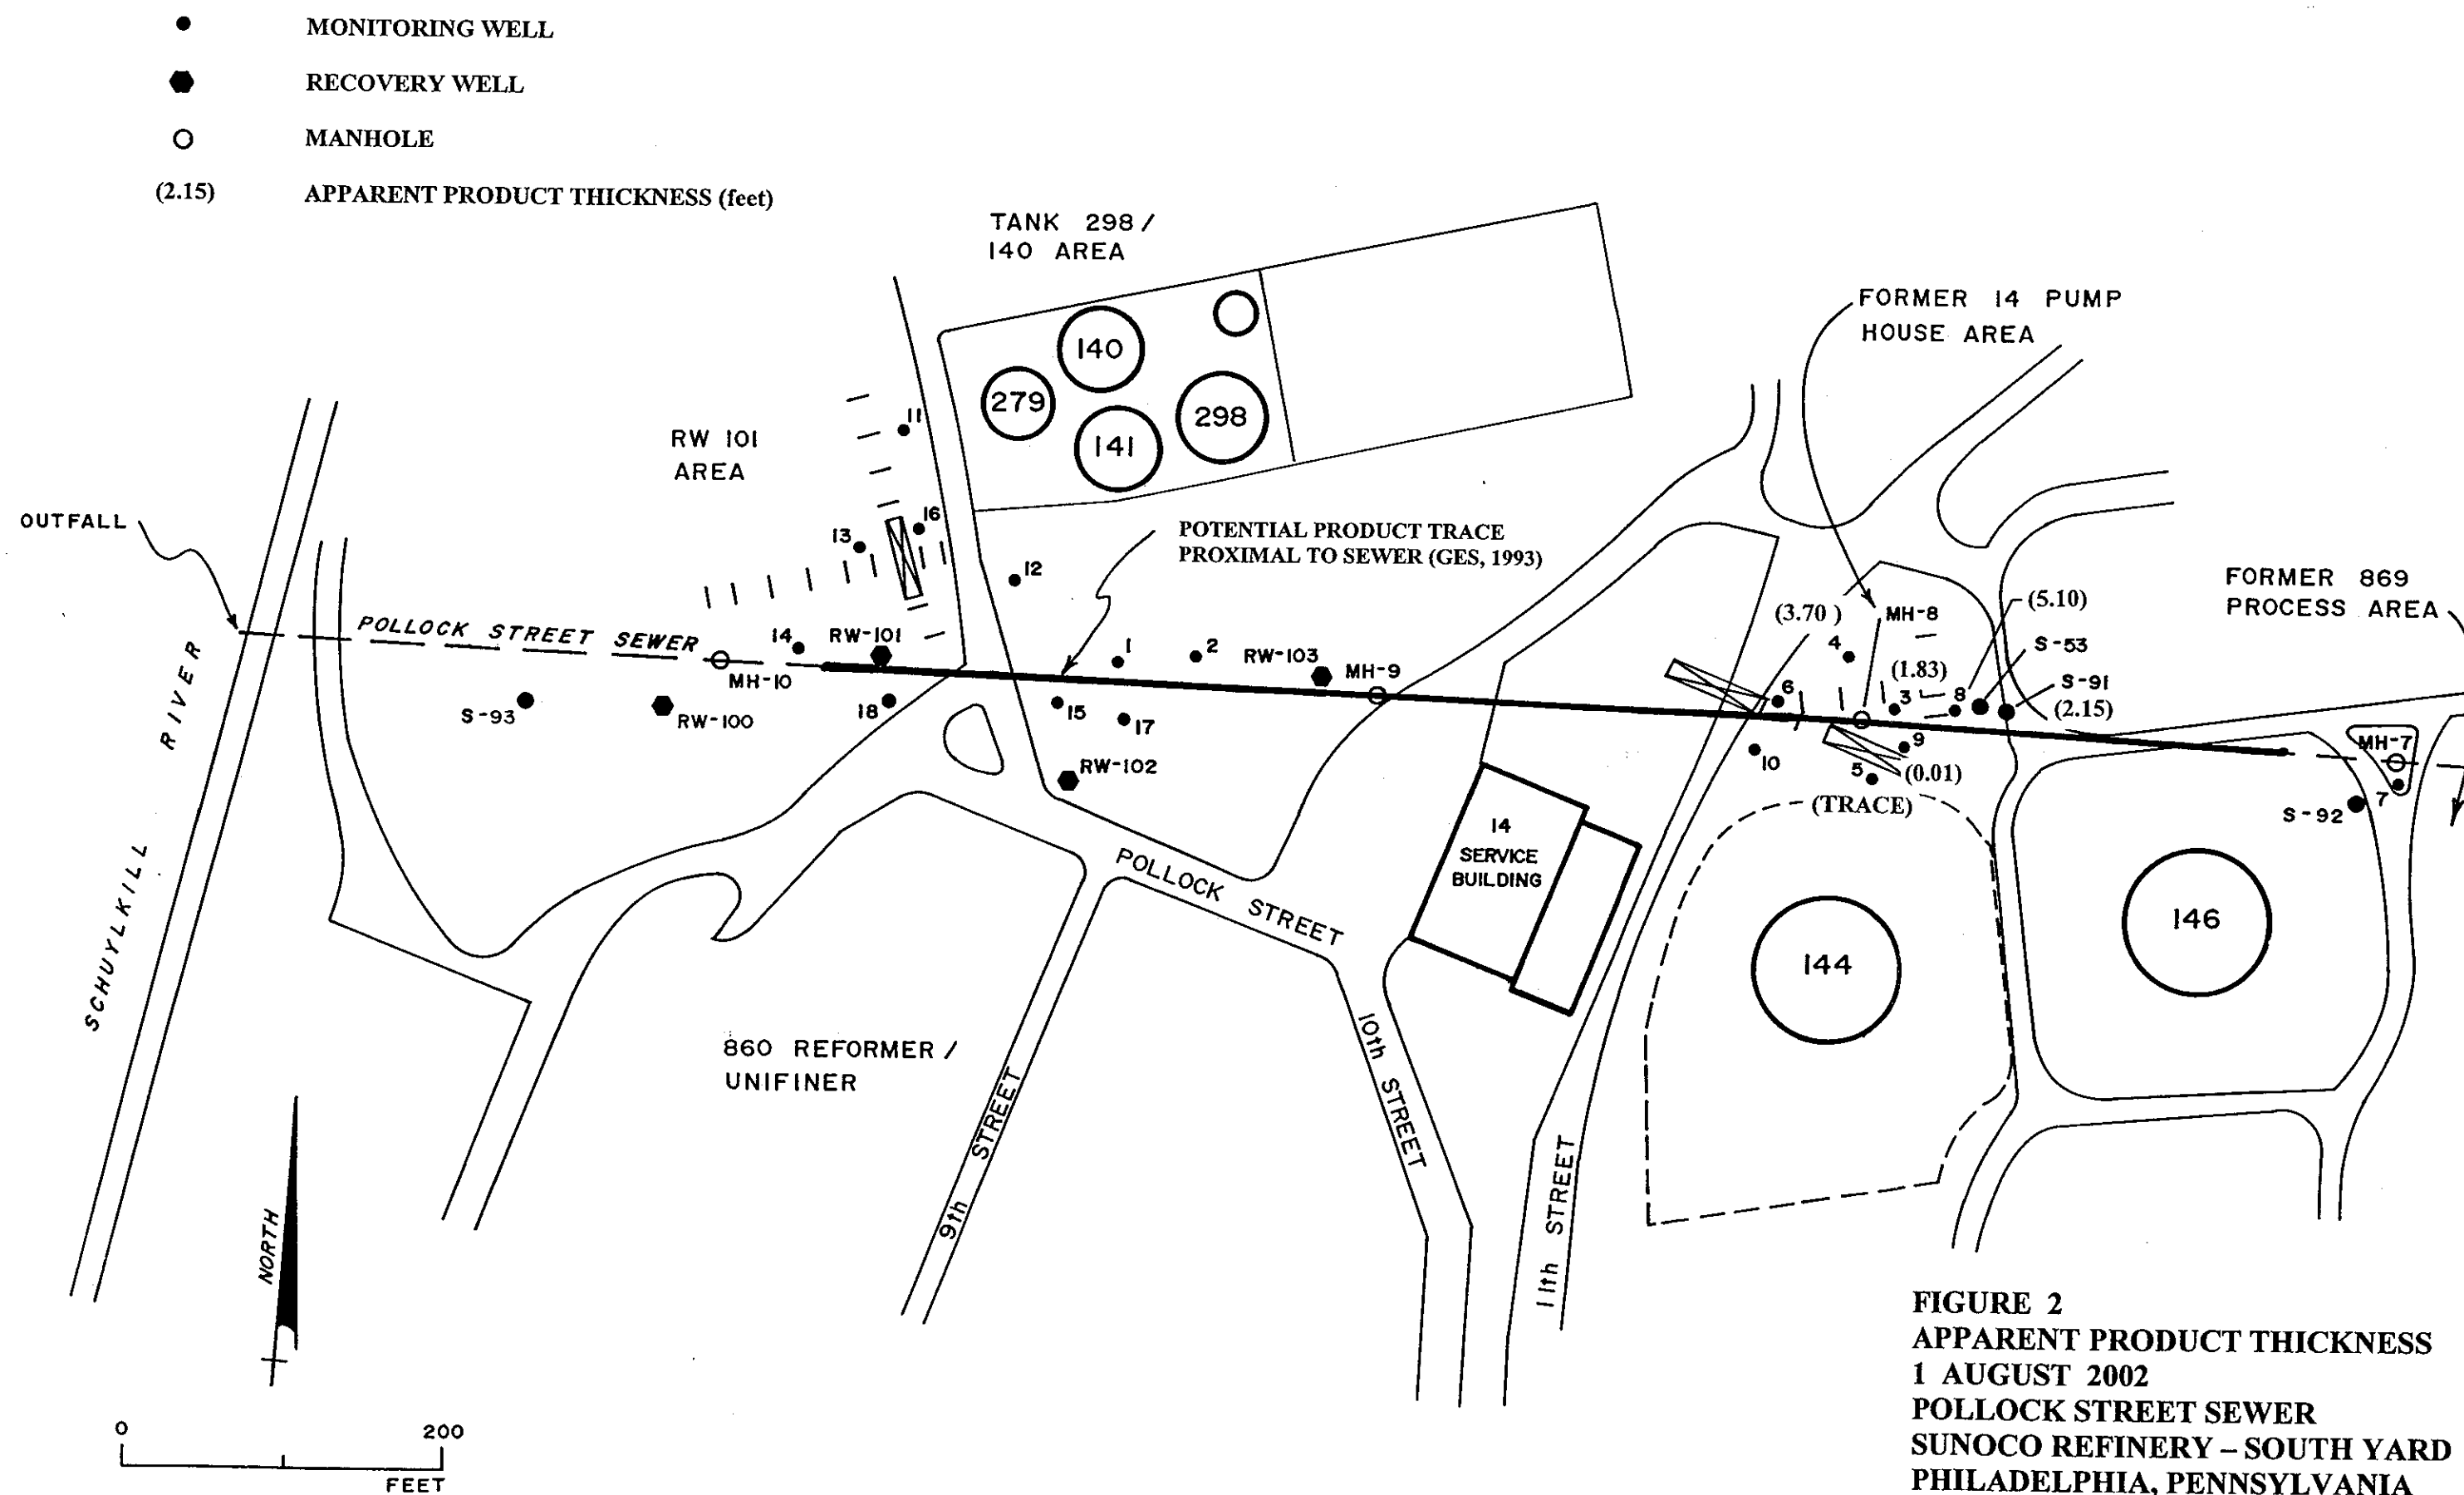 MONITORING WELL
RECOVERY WELL
MANHOLE
(2.15) APPARENT PRODUCT THICKNESS (feet)
TANK 298 /
140 AREA
140
279
298
141
FORMER 14 PUMP
HOUSE AREA
11
RW 101
AREA
OUTFALL
16
13
12
POTENTIAL PRODUCT TRACE
PROXIMAL TO SEWER (GES, 1993)
FORMER 869
PROCESS AREA
POLLOCK STREET SEWER
14
RW-101
1
2
RW-103
MH-9
(3.70 )
MH-8
(5.10)
4
S-53
(1.83)
S-91
(2.15)
6
3
8
MH-10
S-93
RW-100
18
15
17
RW-102
10
9
5
(0.01)
(TRACE)
MH-7
7
S-92
SCHUYLKILL RIVER
14
SERVICE
BUILDING
POLLOCK STREET
144
146
860 REFORMER /
UNIFINER
9th STREET
10th STREET
11th STREET
NORTH
0 200
FEET
FIGURE 2
APPARENT PRODUCT THICKNESS
1 AUGUST 2002
POLLOCK STREET SEWER
SUNOCO REFINERY – SOUTH YARD
PHILADELPHIA, PENNSYLVANIA